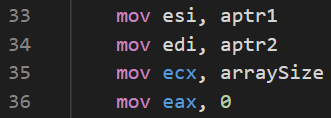 33 mov esi, aptr1
34 mov edi, aptr2
35 mov ecx, arraySize
36 mov eax, 0